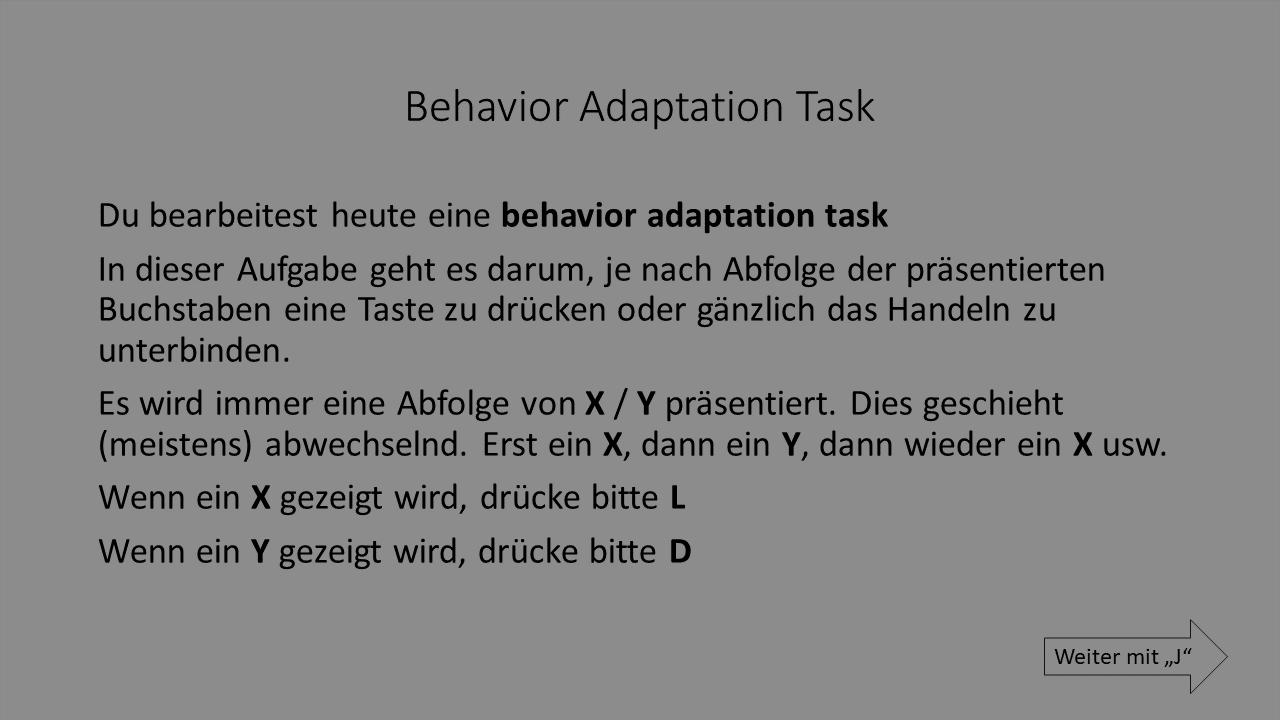 Behavior Adaptation Task
Du bearbeitest heute eine behavior adaptation task
In dieser Aufgabe geht es darum, je nach Abfolge der präsentierten
Buchstaben eine Taste zu drücken oder gänzlich das Handeln zu
unterbinden.
Es wird immer eine Abfolge von X / Y präsentiert. Dies geschieht
(meistens) abwechselnd. Erst ein X, dann ein Y, dann wieder ein X usw.
Wenn ein X gezeigt wird, drücke bitte L
Wenn ein Y gezeigt wird, drücke bitte D
Weiter mit „J“